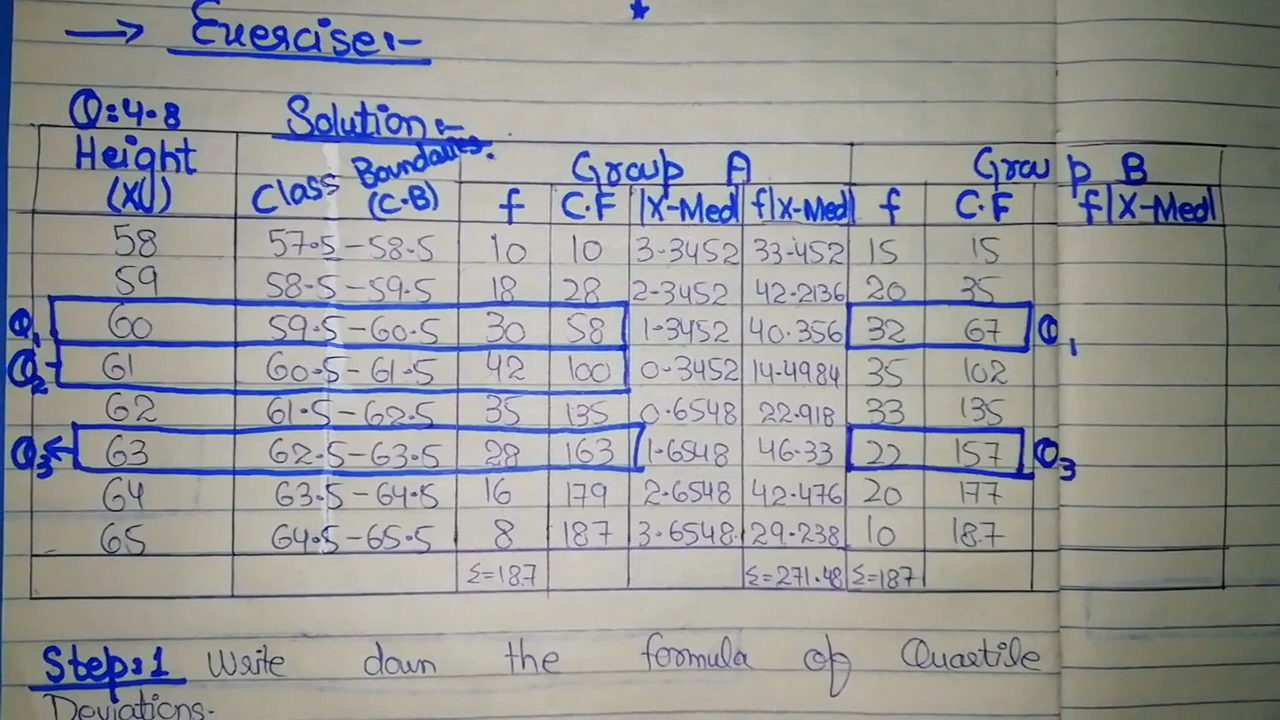 → Exercise:-
Q:4.8 Solution:-
Height (X) Class Boundaries. (C.B) Group A Group B
f C.F |X-Med| f|X-Med| f C.F f|X-Med|
58 57.5-58.5 10 10 3.3452 33.452 15 15
59 58.5-59.5 18 28 2.3452 42.2136 20 35
Q1 60 59.5-60.5 30 58 1.3452 40.356 32 67 Q1
Q2 61 60.5-61.5 42 100 0.3452 14.4984 35 102
62 61.5-62.5 35 135 0.6548 22.918 33 135
Q3 ← 63 62.5-63.5 28 163 1.6548 46.33 22 157 Q3
64 63.5-64.5 16 179 2.6548 42.476 20 177
65 64.5-65.5 8 187 3.6548 29.238 10 187
Σ=187 Σ=271.48 Σ=187
Step:1 Write down the formula of Quartile
Deviations.